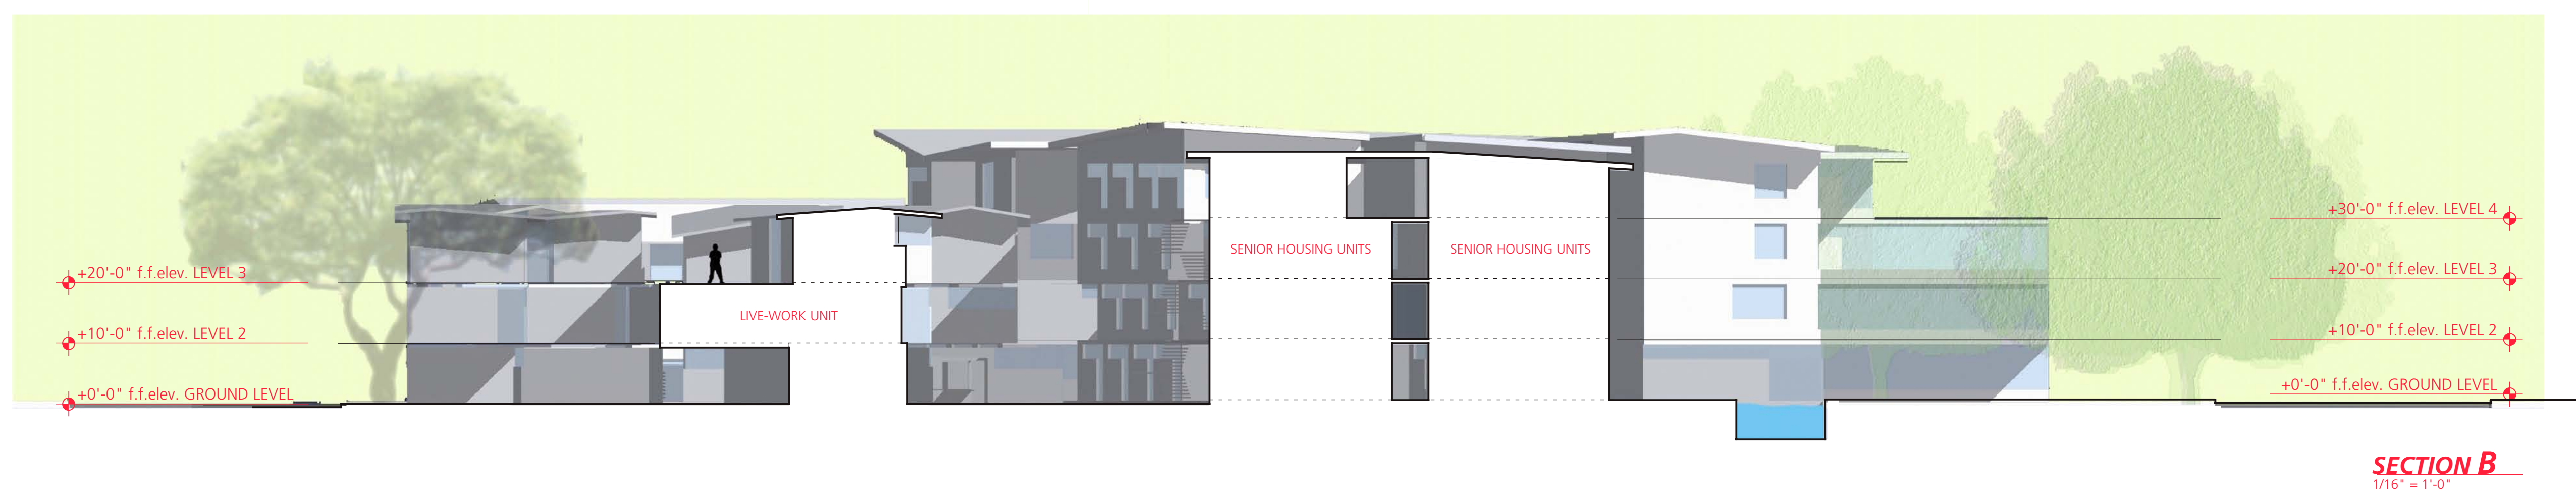 +30'-0" f.f.elev. LEVEL 4
SENIOR HOUSING UNITS
SENIOR HOUSING UNITS
+20'-0" f.f.elev. LEVEL 3
+20'-0" f.f.elev. LEVEL 3
LIVE-WORK UNIT
+10'-0" f.f.elev. LEVEL 2
+10'-0" f.f.elev. LEVEL 2
+0'-0" f.f.elev. GROUND LEVEL
+0'-0" f.f.elev. GROUND LEVEL
SECTION B
1/16" = 1'-0"